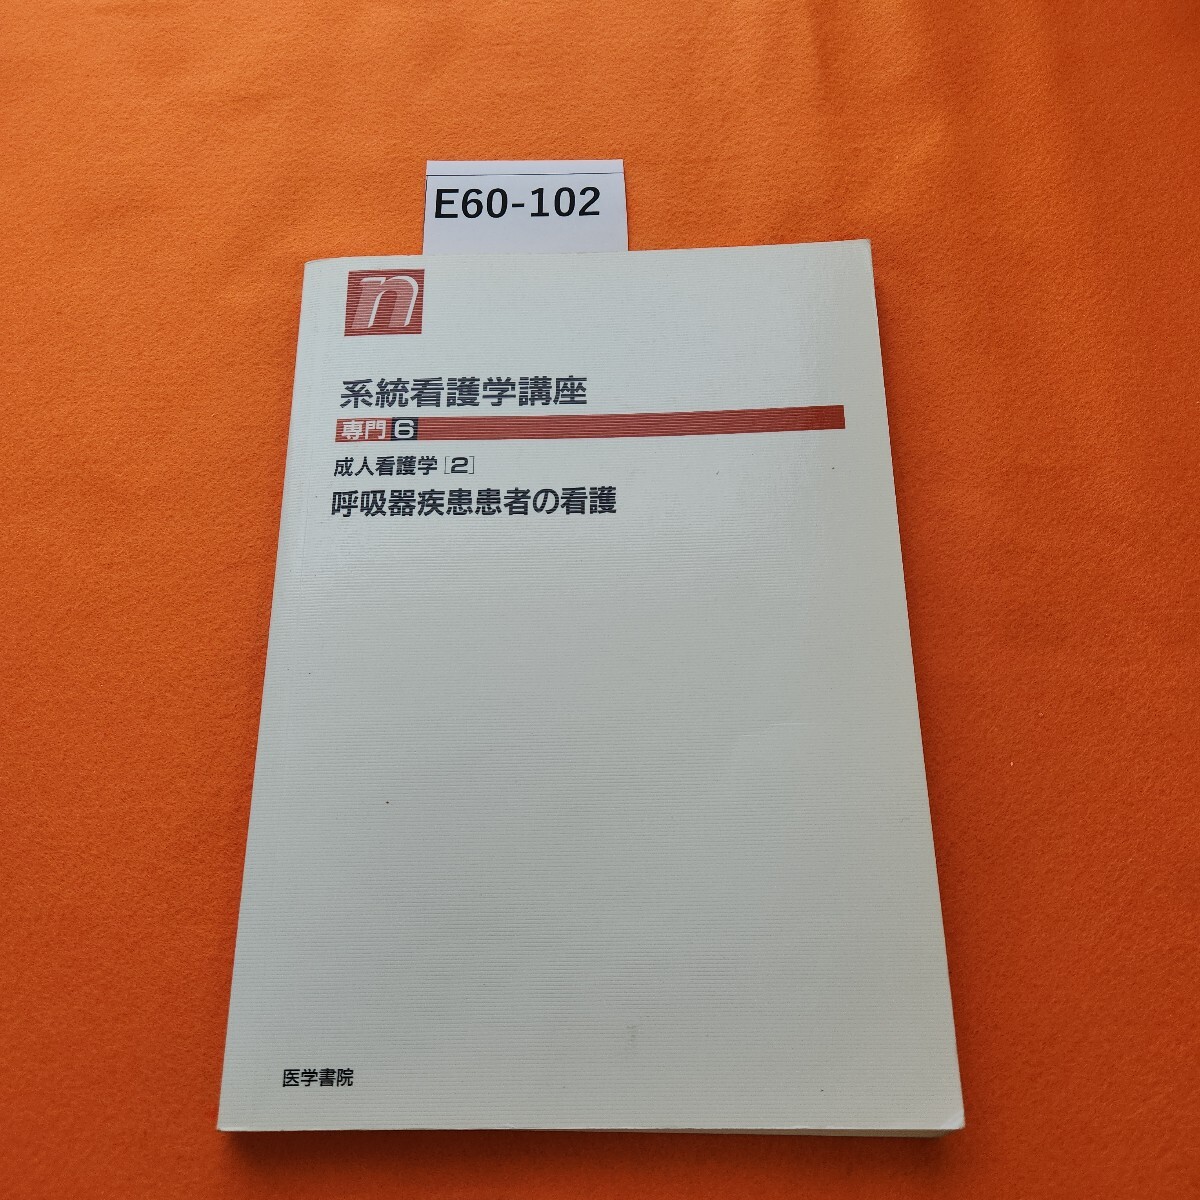 E60-102
n
系統看護学講座
専門 6
成人看護学[2]
呼吸器疾患患者の看護
医学書院